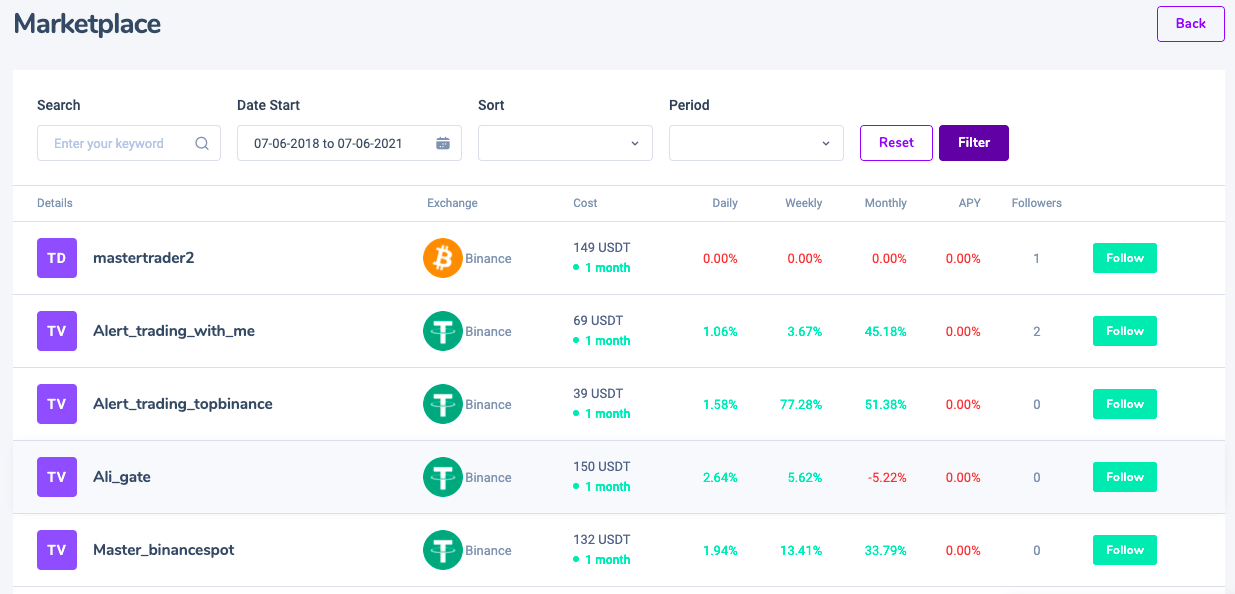 Marketplace
Back
Search Date Start Sort Period
Enter your keyword 07-06-2018 to 07-06-2021 Reset Filter
Details Exchange Cost Daily Weekly Monthly APY Followers
TD mastertrader2 Binance 149 USDT 0.00% 0.00% 0.00% 0.00% 1 Follow
1 month
TV Alert_trading_with_me Binance 69 USDT 1.06% 3.67% 45.18% 0.00% 2 Follow
1 month
TV Alert_trading_topbinance Binance 39 USDT 1.58% 77.28% 51.38% 0.00% 0 Follow
1 month
TV Ali_gate Binance 150 USDT 2.64% 5.62% -5.22% 0.00% 0 Follow
1 month
TV Master_binancespot Binance 132 USDT 1.94% 13.41% 33.79% 0.00% 0 Follow
1 month